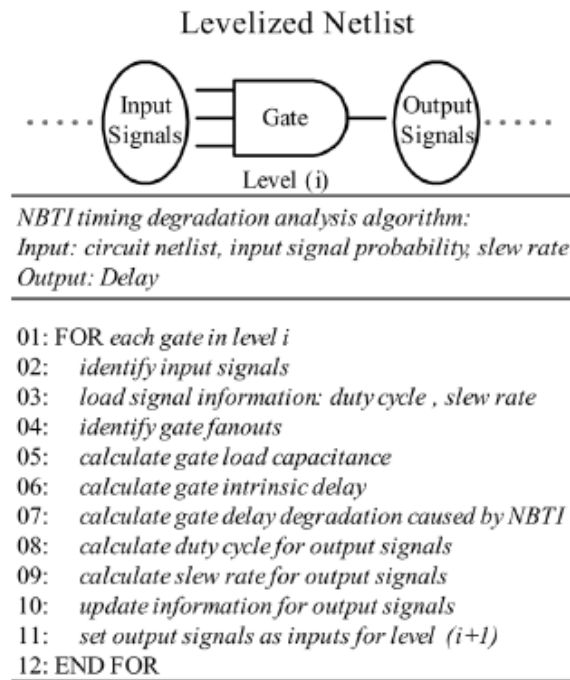 Levelized Netlist
Input
Signals
Gate
Output
Signals
Level (i)
NBTI timing degradation analysis algorithm:
Input: circuit netlist, input signal probability, slew rate
Output: Delay
01: FOR each gate in level i
02: identify input signals
03: load signal information: duty cycle , slew rate
04: identify gate fanouts
05: calculate gate load capacitance
06: calculate gate intrinsic delay
07: calculate gate delay degradation caused by NBTI
08: calculate duty cycle for output signals
09: calculate slew rate for output signals
10: update information for output signals
11: set output signals as inputs for level (i+1)
12: END FOR